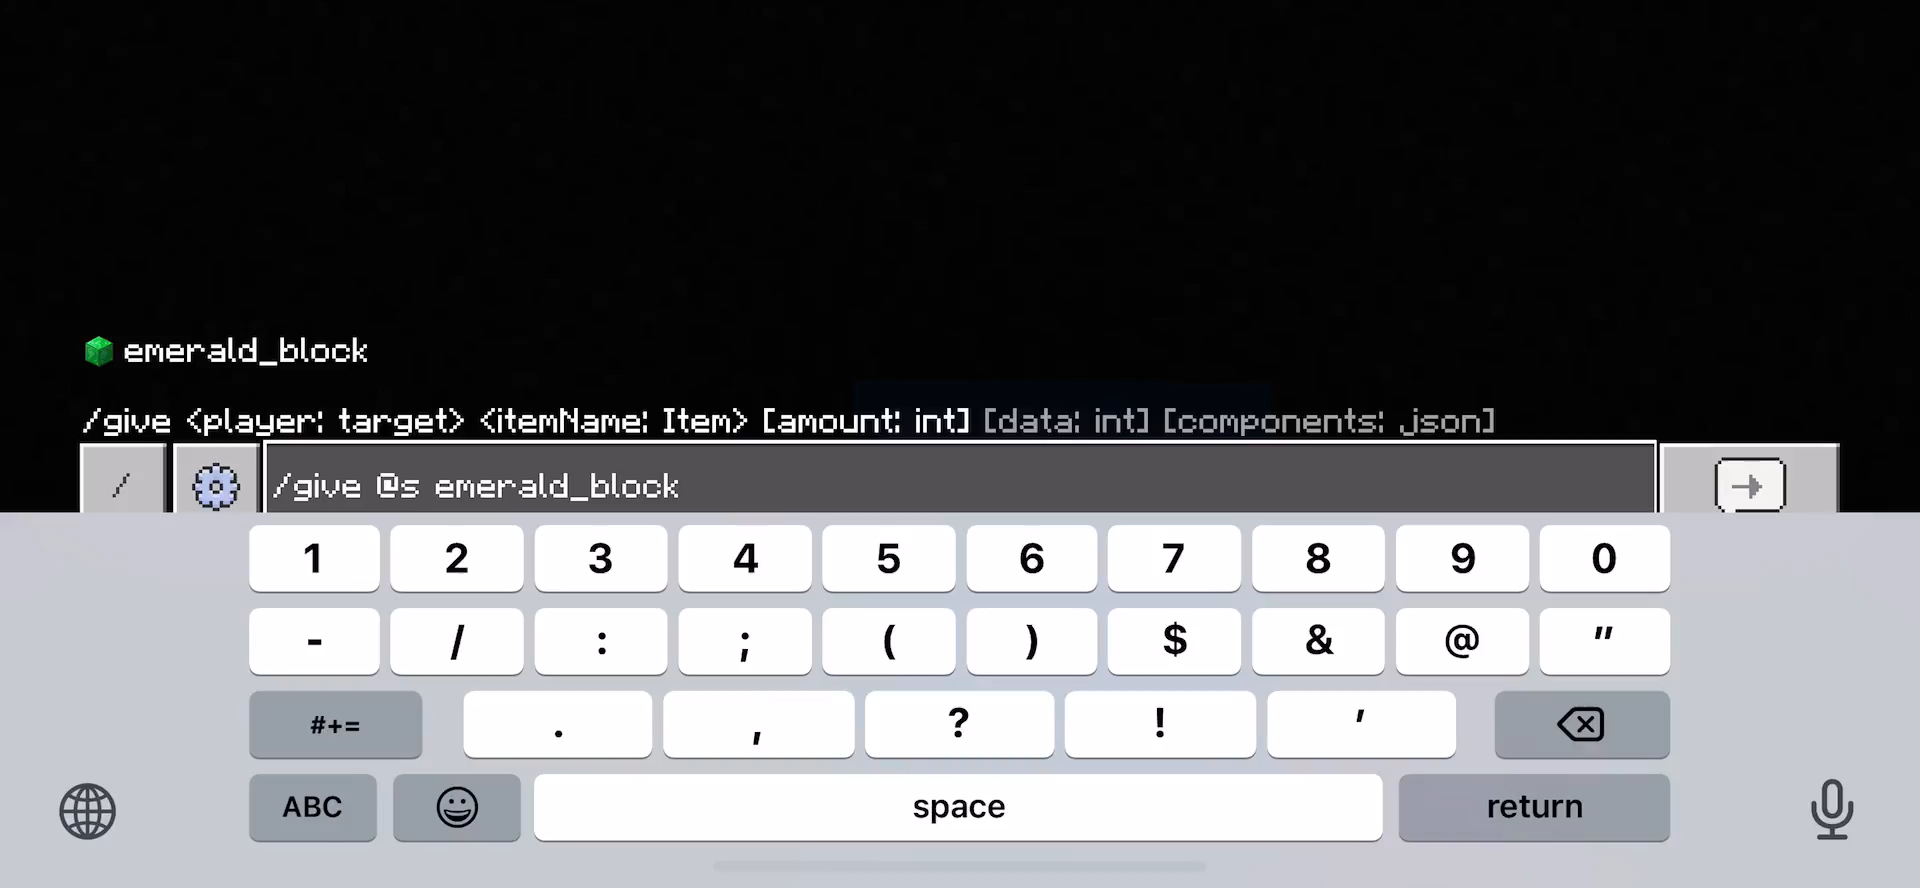 emerald_block
/give <player: target> <itemName: Item> [amount: int] [data: int] [components: json]
/
/give @s emerald_block
1 2 3 4 5 6 7 8 9 0
- / : ; ( ) $ & @ "
#+= . , ? ! '
ABC space return